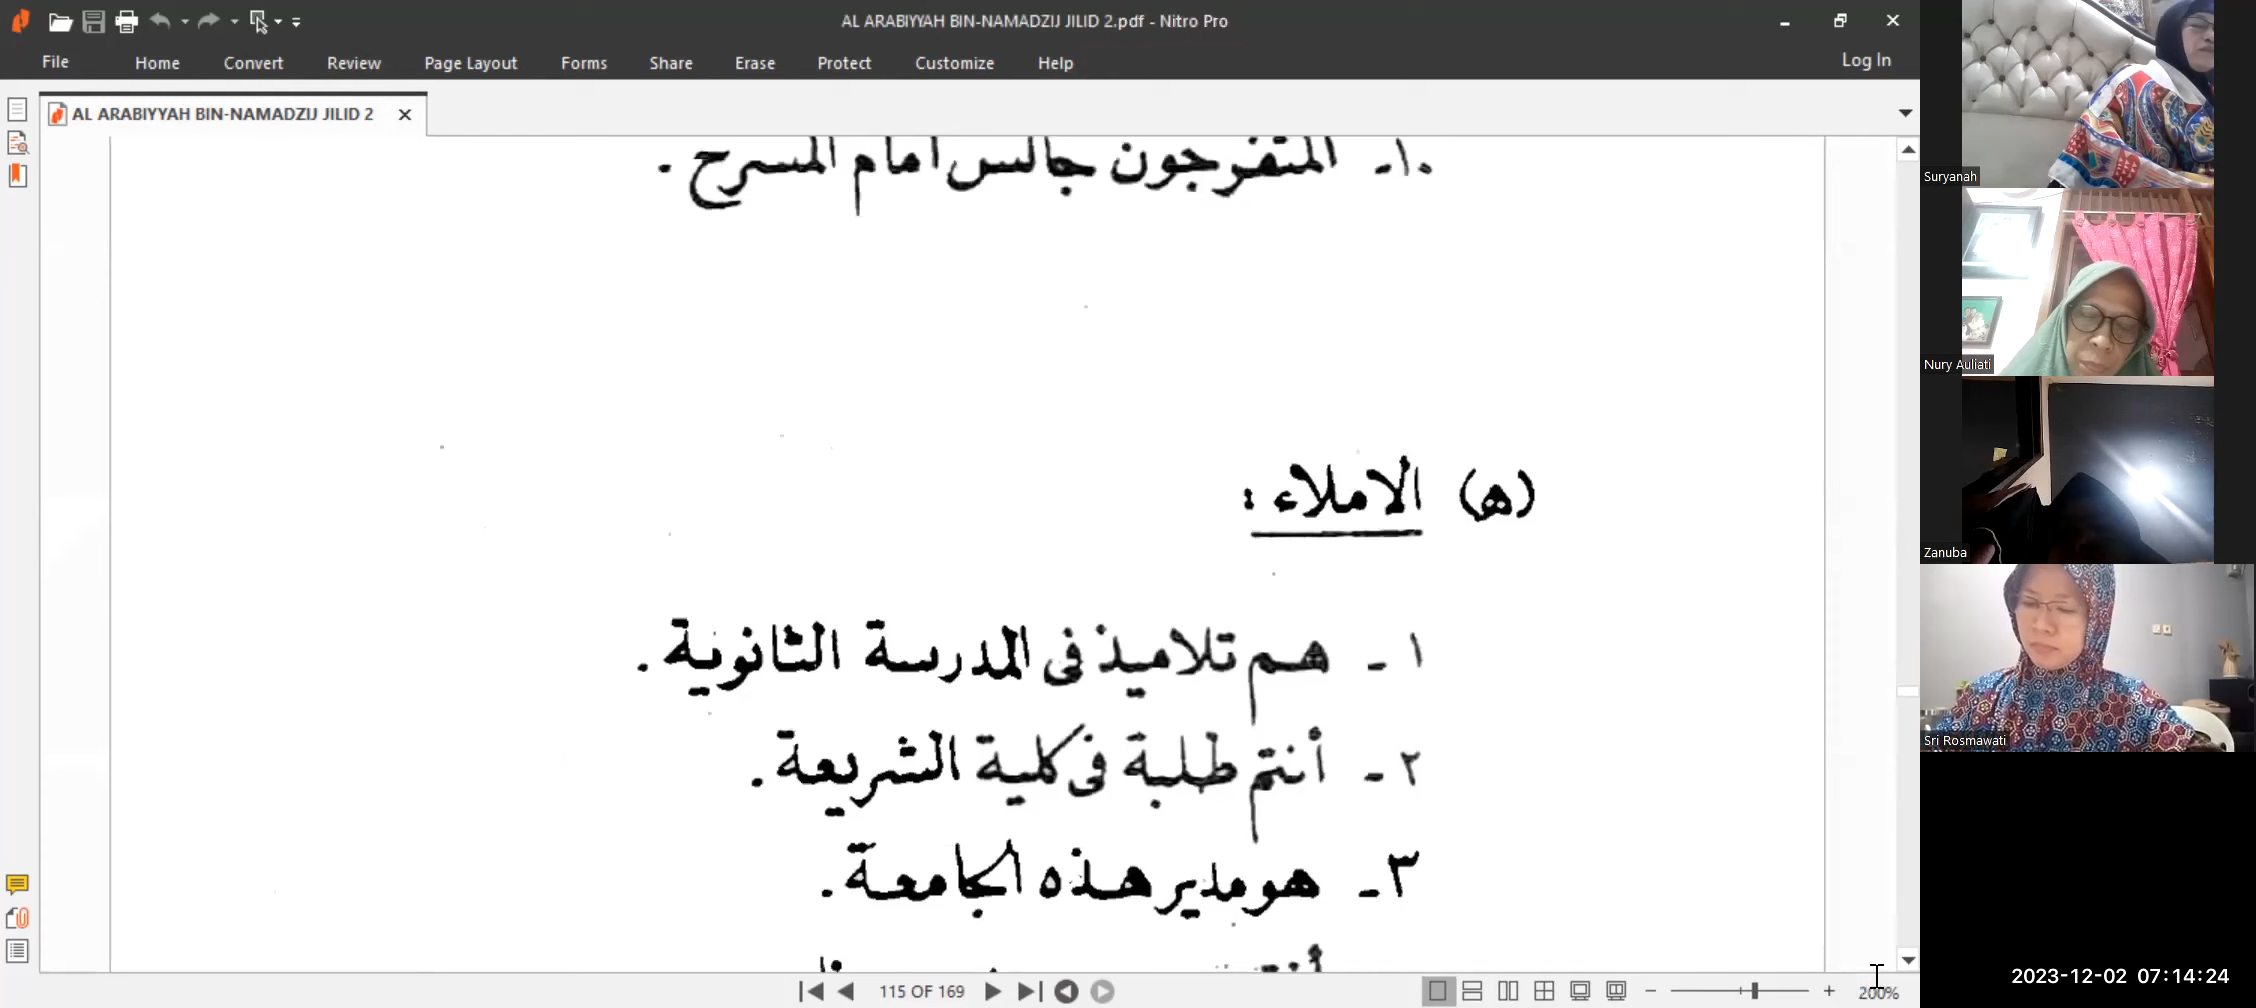 AL ARABIYYAH BIN-NAMADZIJ JILID 2.pdf - Nitro Pro
File Home Convert Review Page Layout Forms Share Erase Protect Customize Help
Log In
AL ARABIYYAH BIN-NAMADZIJ JILID 2
١٠- المتفرجون جالس أمام المسرح .
(ه) الاملاء :
١ - هم تلاميذ فى المدرسة الثانوية .
٢ - أنتم طلبة فى كلية الشريعة .
٣ - هو مدير هذه الجامعة .
115 OF 169
200%
Suryanah
Nury Auliati
Zanuba
Sri Rosmawati
2023-12-02 07:14:24